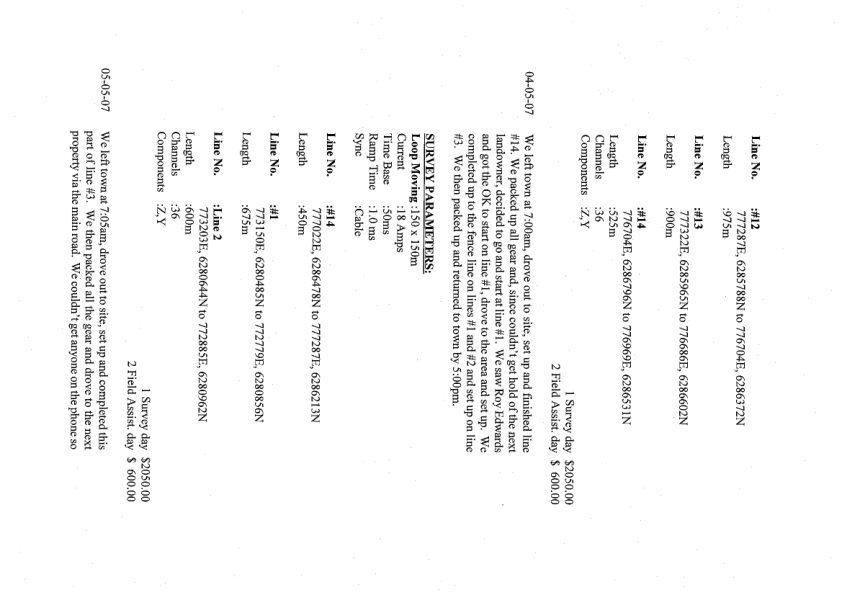 Line No. :#12
777287E, 6285788N to 776704E, 6286372N
Length :975m
Line No. :#13
777322E, 6285965N to 776686E, 6286602N
Length :900m
Line No. :#14
776704E, 6286796N to 776969E, 6286531N
Length :525m
Channels :36
Components :Z,Y
1 Survey day $2050.00
2 Field Assist. day $ 600.00
04-05-07 We left town at 7:00am, drove out to site, set up and finished line
#14. We packed up all gear and, since couldn't get hold of the next
landowner, decided to go and start at line #1. We saw Roy Edwards
and got the OK to start on line #1, drove to the area and set up. We
completed up to the fence line on lines #1 and #2 and set up on line
#3. We then packed up and returned to town by 5:00pm.
SURVEY PARAMETERS:
Loop Moving :150 x 150m
Current :18 Amps
Time Base :50ms
Ramp Time :1.0 ms
Sync :Cable
Line No. :#14
777022E, 6286478N to 777287E, 6286213N
Length :450m
Line No. :#1
773150E, 6280485N to 772779E, 6280856N
Length :675m
Line No. :Line 2
773203E, 6280644N to 772885E, 6280962N
Length :600m
Channels :36
Components :Z,Y
1 Survey day $2050.00
2 Field Assist. day $ 600.00
05-05-07 We left town at 7:05am, drove out to site, set up and completed this
part of line #3. We then packed all the gear and drove to the next
property via the main road. We couldn't get anyone on the phone so